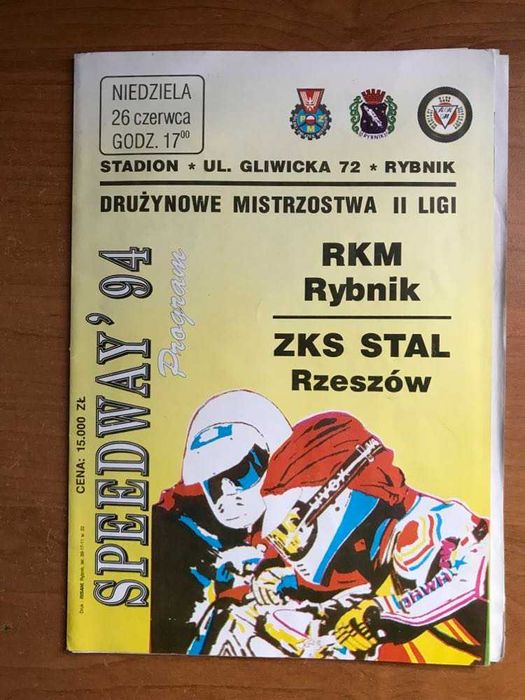 NIEDZIELA
26 czerwca
GODZ. 17⁰⁰
STADION * UL. GLIWICKA 72 * RYBNIK
DRUŻYNOWE MISTRZOSTWA II LIGI
RKM
Rybnik
ZKS STAL
Rzeszów
SPEEDWAY' 94
Program
CENA: 15.000 ZŁ
uvex